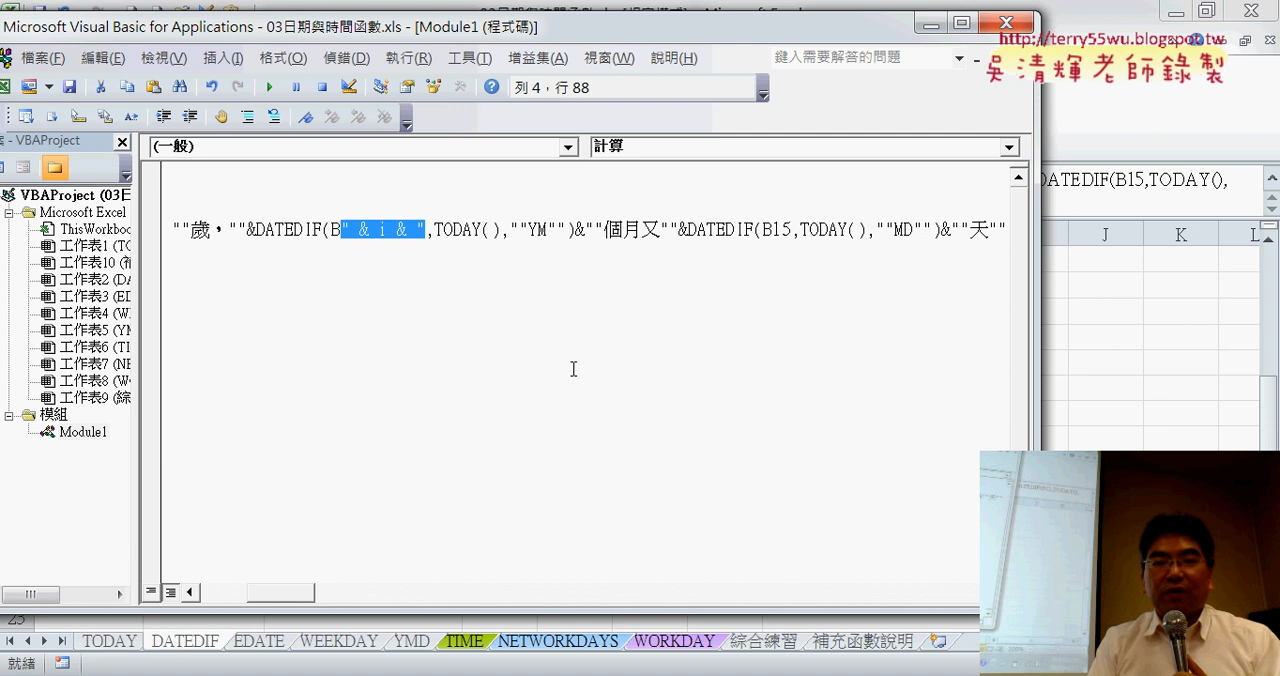 Microsoft Visual Basic for Applications - 03日期與時間函數.xls - [Module1 (程式碼)]
http://terry55wu.blogspot.tw
吳清輝老師錄製
檔案(F) 編輯(E) 檢視(V) 插入(I) 格式(O) 偵錯(D) 執行(R) 工具(T) 增益集(A) 視窗(W) 說明(H) 鍵入需要解答的問題
列 4，行 88
- VBAProject
(一般) 計算
DATEDIF(B15,TODAY(),
VBAProject (03日
Microsoft Excel
ThisWorkboo
工作表1 (TO
工作表10 (補
工作表2 (DA
工作表3 (ED
工作表4 (W
工作表5 (YM
工作表6 (TI
工作表7 (NE
工作表8 (W
工作表9 (綜
模組
Module1
""歲，""&DATEDIF(B" & i & ",TODAY(),""YM"")&""個月又""&DATEDIF(B15,TODAY(),""MD"")&""天""
J K L
25
TODAY DATEDIF EDATE WEEKDAY YMD TIME NETWORKDAYS WORKDAY 綜合練習 補充函數說明
就緒